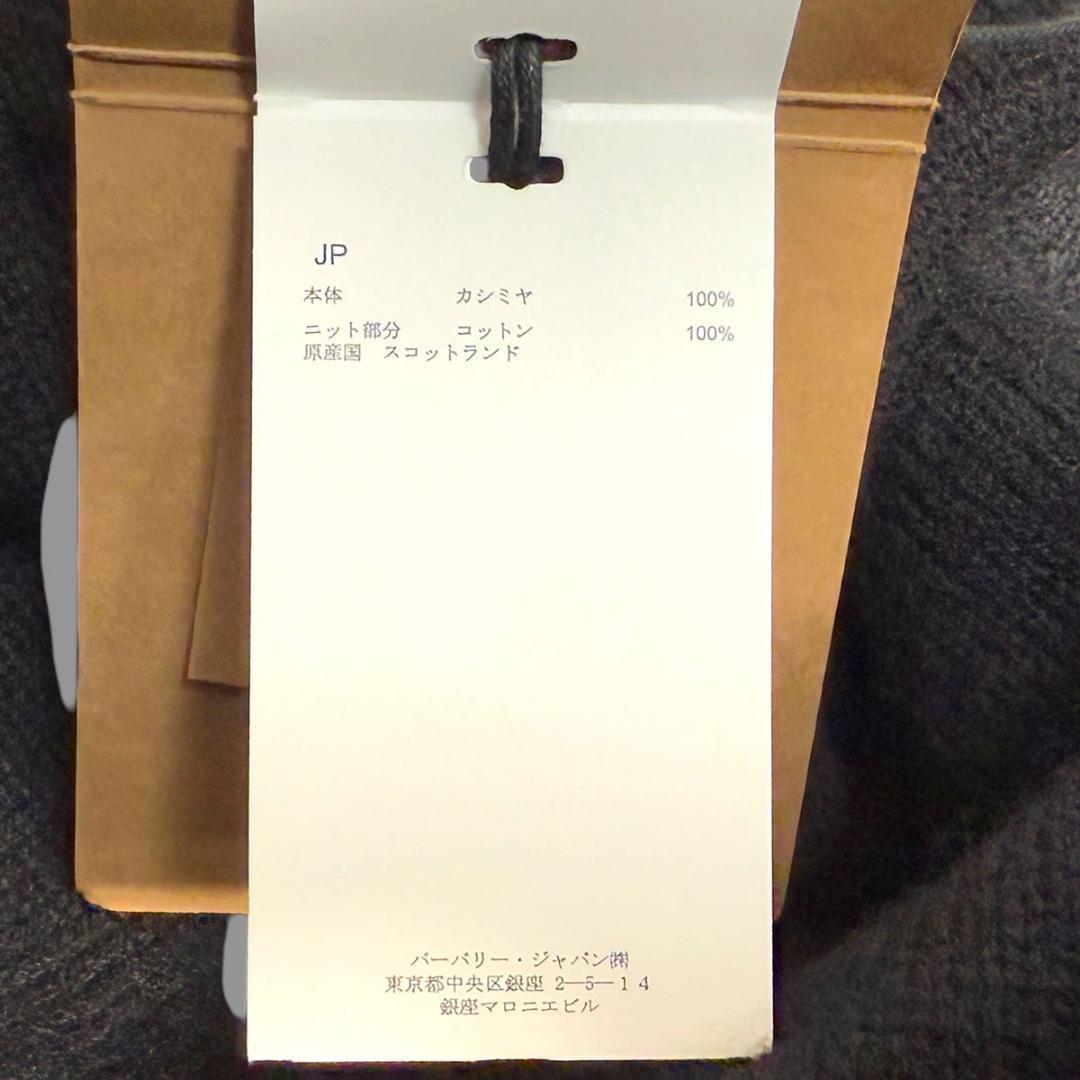 JP
本体 カシミヤ 100%
ニット部分 コットン 100%
原産国 スコットランド
バーバリー・ジャパン㈱
東京都中央区銀座 2―5―14
銀座マロニエビル